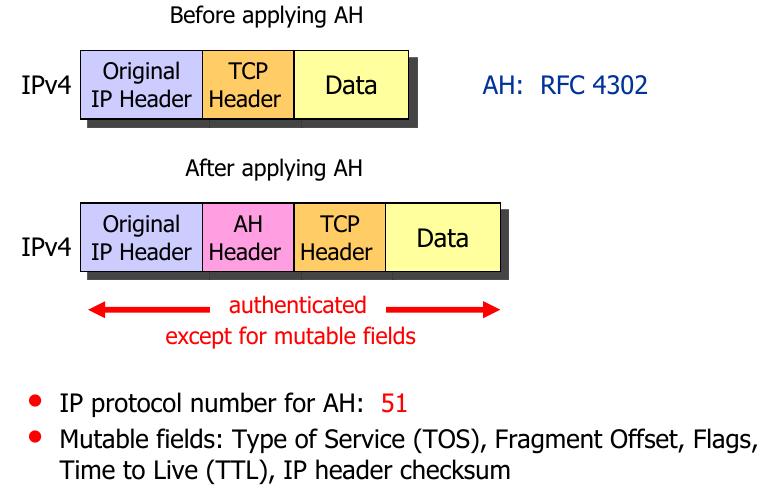 Before applying AH
IPv4
Original
IP Header
TCP
Header
Data
AH: RFC 4302
After applying AH
IPv4
Original
IP Header
AH
Header
TCP
Header
Data
authenticated
except for mutable fields
IP protocol number for AH: 51
Mutable fields: Type of Service (TOS), Fragment Offset, Flags,
Time to Live (TTL), IP header checksum